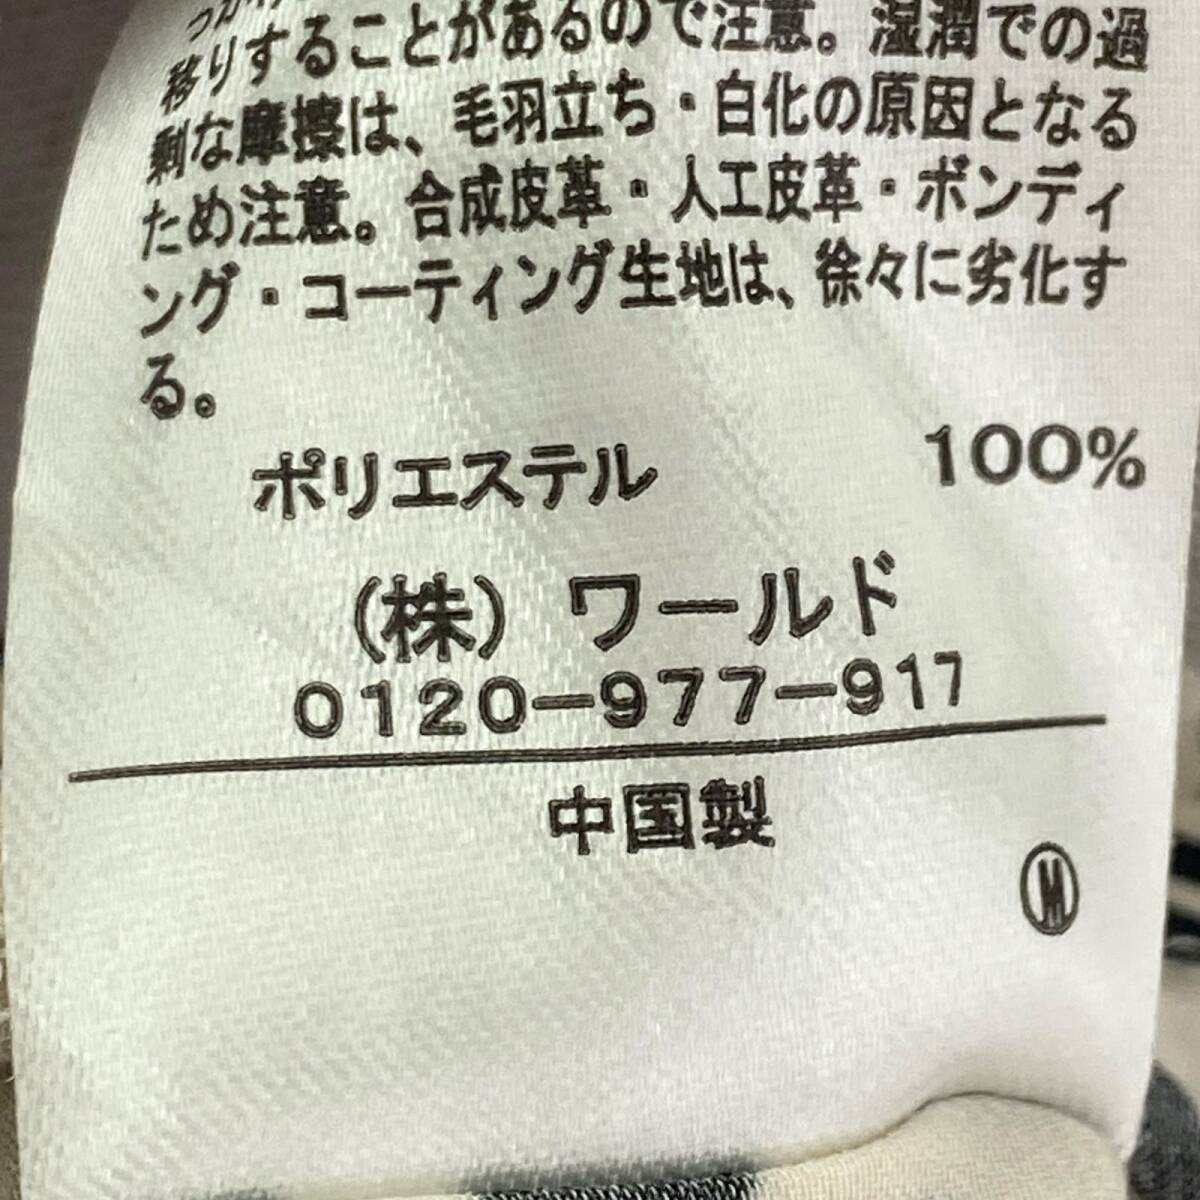 移りすることがあるので注意。湿潤での過
剰な摩擦は、毛羽立ち・白化の原因となる
ため注意。合成皮革・人工皮革・ボンディ
ング・コーティング生地は、徐々に劣化す
る。
ポリエステル 100%
(株) ワールド
0120-977-917
中国製
M